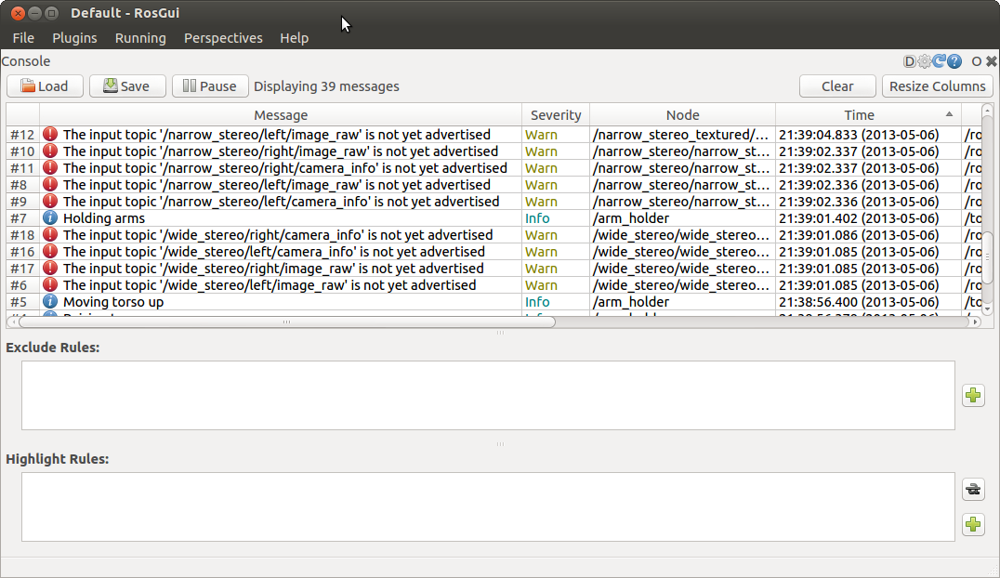 Default - RosGui
File Plugins Running Perspectives Help
Console D O
Load Save Pause Displaying 39 messages Clear Resize Columns
Message Severity Node Time
#12 The input topic '/narrow_stereo/left/image_raw' is not yet advertised Warn /narrow_stereo_textured/... 21:39:04.833 (2013-05-06) /ro
#10 The input topic '/narrow_stereo/right/image_raw' is not yet advertised Warn /narrow_stereo/narrow_st... 21:39:02.337 (2013-05-06) /ro
#11 The input topic '/narrow_stereo/right/camera_info' is not yet advertised Warn /narrow_stereo/narrow_st... 21:39:02.337 (2013-05-06) /ro
#8 The input topic '/narrow_stereo/left/image_raw' is not yet advertised Warn /narrow_stereo/narrow_st... 21:39:02.336 (2013-05-06) /ro
#9 The input topic '/narrow_stereo/left/camera_info' is not yet advertised Warn /narrow_stereo/narrow_st... 21:39:02.336 (2013-05-06) /ro
#7 Holding arms Info /arm_holder 21:39:01.402 (2013-05-06) /to
#18 The input topic '/wide_stereo/right/camera_info' is not yet advertised Warn /wide_stereo/wide_stereo... 21:39:01.086 (2013-05-06) /ro
#16 The input topic '/wide_stereo/left/camera_info' is not yet advertised Warn /wide_stereo/wide_stereo... 21:39:01.085 (2013-05-06) /ro
#17 The input topic '/wide_stereo/right/image_raw' is not yet advertised Warn /wide_stereo/wide_stereo... 21:39:01.085 (2013-05-06) /ro
#6 The input topic '/wide_stereo/left/image_raw' is not yet advertised Warn /wide_stereo/wide_stereo... 21:39:01.085 (2013-05-06) /ro
#5 Moving torso up Info /arm_holder 21:38:56.400 (2013-05-06) /to
Exclude Rules:
Highlight Rules: